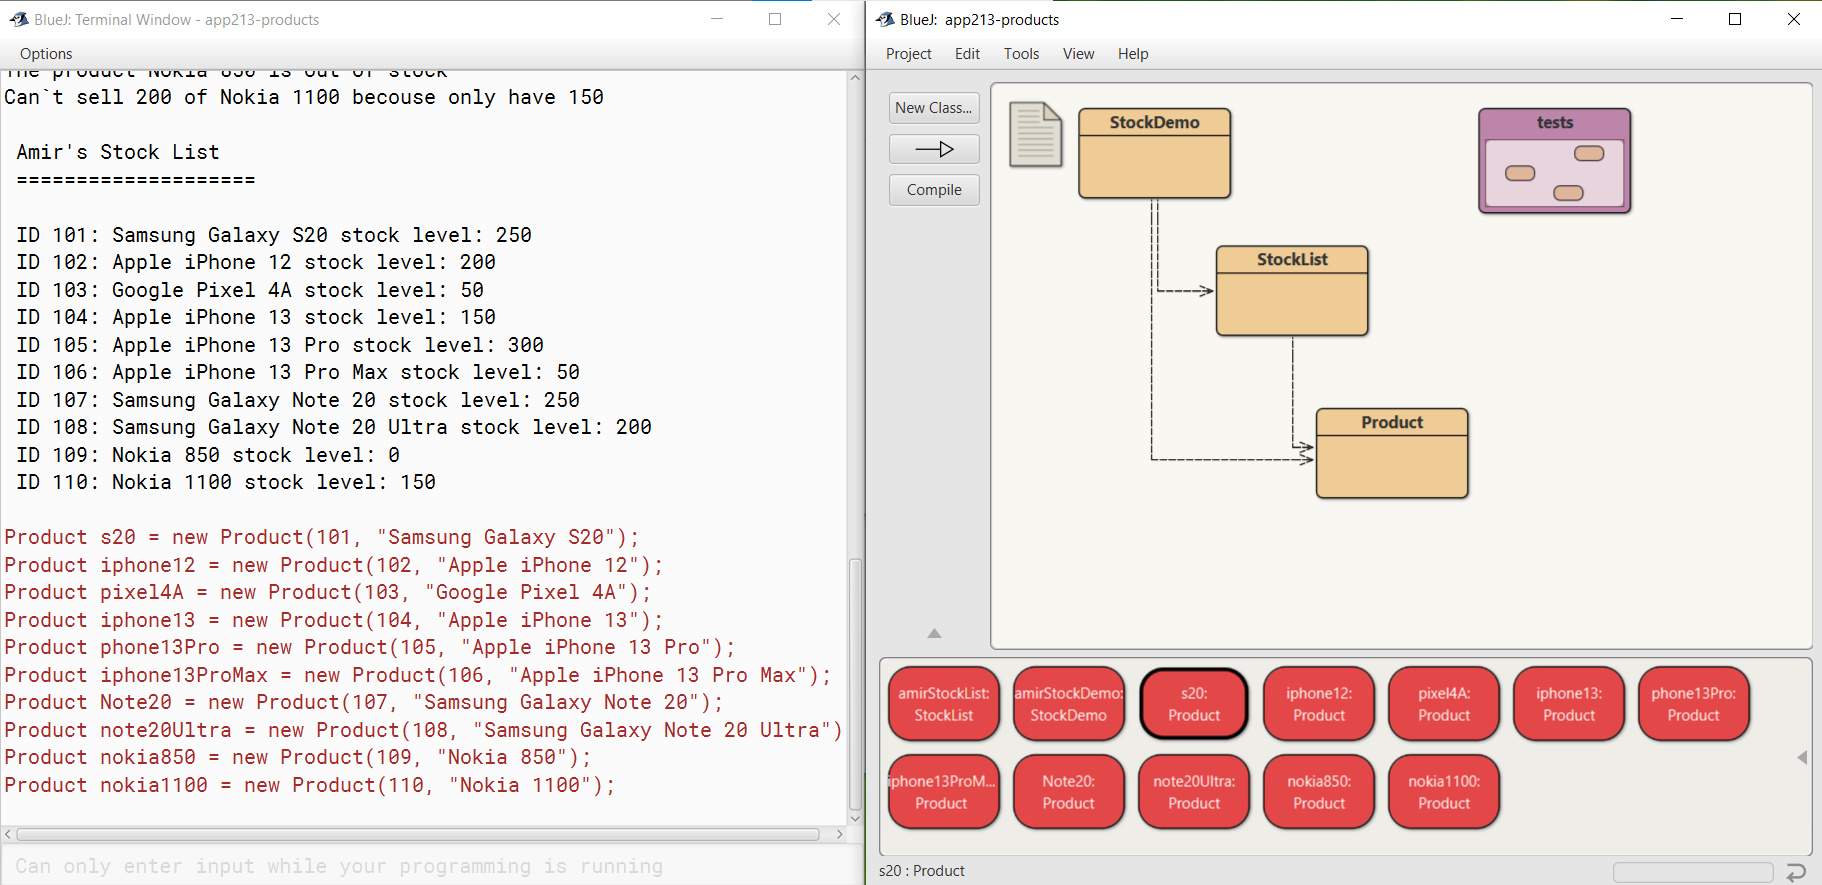 BlueJ: Terminal Window - app213-products
Options
The product Nokia 850 is out of stock
Can`t sell 200 of Nokia 1100 becouse only have 150
Amir's Stock List
====================
ID 101: Samsung Galaxy S20 stock level: 250
ID 102: Apple iPhone 12 stock level: 200
ID 103: Google Pixel 4A stock level: 50
ID 104: Apple iPhone 13 stock level: 150
ID 105: Apple iPhone 13 Pro stock level: 300
ID 106: Apple iPhone 13 Pro Max stock level: 50
ID 107: Samsung Galaxy Note 20 stock level: 250
ID 108: Samsung Galaxy Note 20 Ultra stock level: 200
ID 109: Nokia 850 stock level: 0
ID 110: Nokia 1100 stock level: 150
Product s20 = new Product(101, "Samsung Galaxy S20");
Product iphone12 = new Product(102, "Apple iPhone 12");
Product pixel4A = new Product(103, "Google Pixel 4A");
Product iphone13 = new Product(104, "Apple iPhone 13");
Product phone13Pro = new Product(105, "Apple iPhone 13 Pro");
Product iphone13ProMax = new Product(106, "Apple iPhone 13 Pro Max");
Product Note20 = new Product(107, "Samsung Galaxy Note 20");
Product note20Ultra = new Product(108, "Samsung Galaxy Note 20 Ultra")
Product nokia850 = new Product(109, "Nokia 850");
Product nokia1100 = new Product(110, "Nokia 1100");
Can only enter input while your programming is running
BlueJ: app213-products
Project Edit Tools View Help
New Class...
Compile
StockDemo
tests
StockList
Product
amirStockList:
StockList
amirStockDemo:
StockDemo
s20:
Product
iphone12:
Product
pixel4A:
Product
iphone13:
Product
phone13Pro:
Product
iphone13ProM...
Product
Note20:
Product
note20Ultra:
Product
nokia850:
Product
nokia1100:
Product
s20 : Product